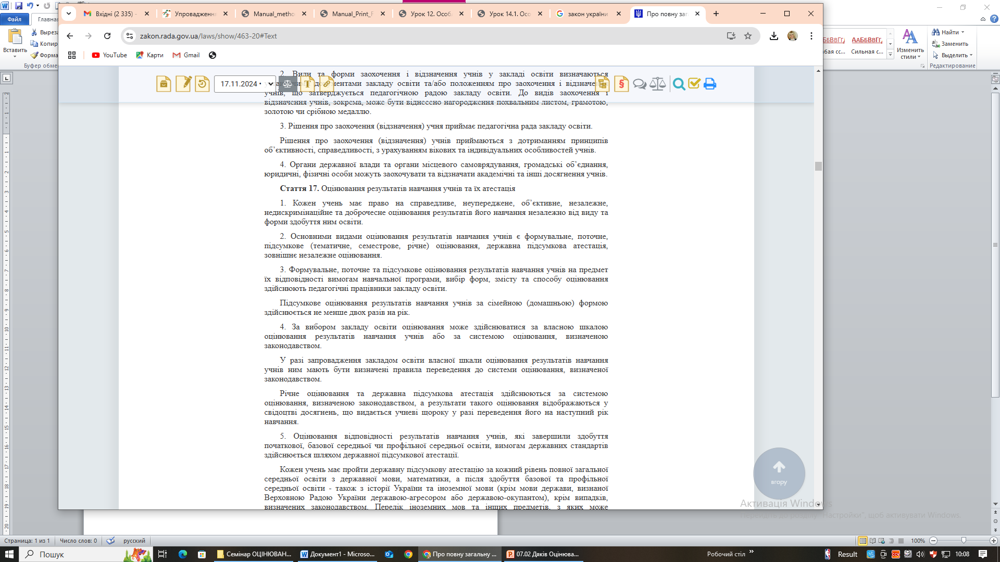 Файл
Главная
Вхідні (2 335) -
Упровадження
Manual_metho
Manual_Print_F
Урок 12. Особ
Урок 14.1. Осо
закон україни
Про повну заг
zakon.rada.gov.ua/laws/show/463-20#Text
YouTube
Карти
Gmail
Вставить
Выреза
Копир
Форма
Буфер обме
АаБбВвГг,
бая сс...
Сильная с...
Изменить
стили
Найти
Заменить
Выделить
Редактирование
17.11.2024
2. Види та форми заохочення і відзначення учнів у закладі освіти визначаються
документами закладу освіти та/або положенням про заохочення і
учнів, що затверджується педагогічною радою закладу освіти. До видів заохочення і
відзначення учнів, зокрема, може бути віднесено нагородження похвальним листом, грамотою,
золотою чи срібною медаллю.
3. Рішення про заохочення (відзначення) учня приймає педагогічна рада закладу освіти.
Рішення про заохочення (відзначення) учнів приймаються з дотриманням принципів
об’єктивності, справедливості, з урахуванням вікових та індивідуальних особливостей учнів.
4. Органи державної влади та органи місцевого самоврядування, громадські об’єднання,
юридичні, фізичні особи можуть заохочувати та відзначати академічні та інші досягнення учнів.
Стаття 17. Оцінювання результатів навчання учнів та їх атестація
1. Кожен учень має право на справедливе, неупереджене, об’єктивне, незалежне,
недискримінаційне та доброчесне оцінювання результатів його навчання незалежно від виду та
форми здобуття ним освіти.
2. Основними видами оцінювання результатів навчання учнів є формувальне, поточне,
підсумкове (тематичне, семестрове, річне) оцінювання, державна підсумкова атестація,
зовнішнє незалежне оцінювання.
3. Формувальне, поточне та підсумкове оцінювання результатів навчання учнів на предмет
їх відповідності вимогам навчальної програми, вибір форм, змісту та способу оцінювання
здійснюють педагогічні працівники закладу освіти.
Підсумкове оцінювання результатів навчання учнів за сімейною (домашньою) формою
здійснюється не менше двох разів на рік.
4. За вибором закладу освіти оцінювання може здійснюватися за власною шкалою
оцінювання результатів навчання учнів або за системою оцінювання, визначеною
законодавством.
У разі запровадження закладом освіти власної шкали оцінювання результатів навчання
учнів ним мають бути визначені правила переведення до системи оцінювання, визначеної
законодавством.
Річне оцінювання та державна підсумкова атестація здійснюються за системою
оцінювання, визначеною законодавством, а результати такого оцінювання відображаються у
свідоцтві досягнень, що видається учневі щороку у разі переведення його на наступний рік
навчання.
5. Оцінювання відповідності результатів навчання учнів, які завершили здобуття
початкової, базової середньої чи профільної середньої освіти, вимогам державних стандартів
здійснюється шляхом державної підсумкової атестації.
Кожен учень має пройти державну підсумкову атестацію за кожний рівень повної загальної
середньої освіти з державної мови, математики, а після здобуття базової та профільної
середньої освіти - також з історії України та іноземної мови (крім мови держави, визнаної
Верховною Радою України державою-агресором або державою-окупантом), крім випадків,
визначених законодавством. Перелік іноземних мов та інших предметів, з яких може
вгору
Активація Windows
Перейдіть до розділу "Настройки", щоб активувати Windows.
Страница: 1 из 1
Число слов: 0
русский
100%
Пошук
Семінар ОЦІНЮВАН...
Документ1 - Microso...
Про повну загальну ...
07.02 Дяків Оцінюва...
Робочий стіл
Result
10:08